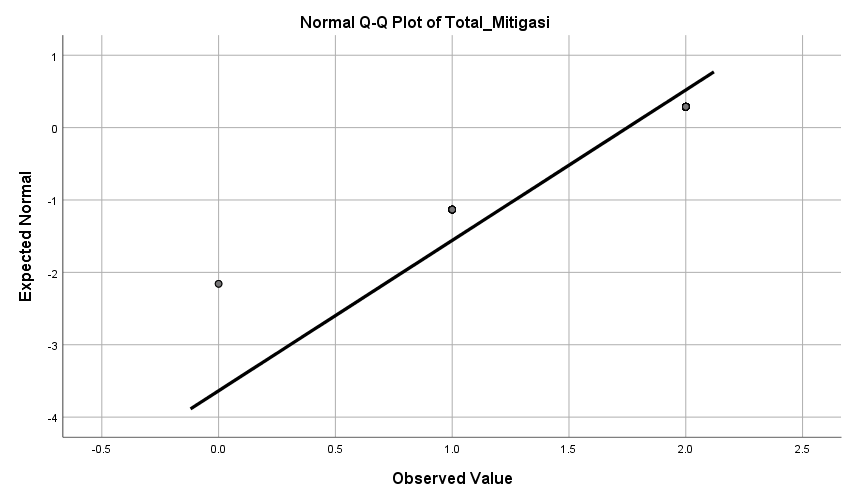 Normal Q-Q Plot of Total_Mitigasi
1
0
-1
-2
-3
-4
Expected Normal
-0.5 0.0 0.5 1.0 1.5 2.0 2.5
Observed Value